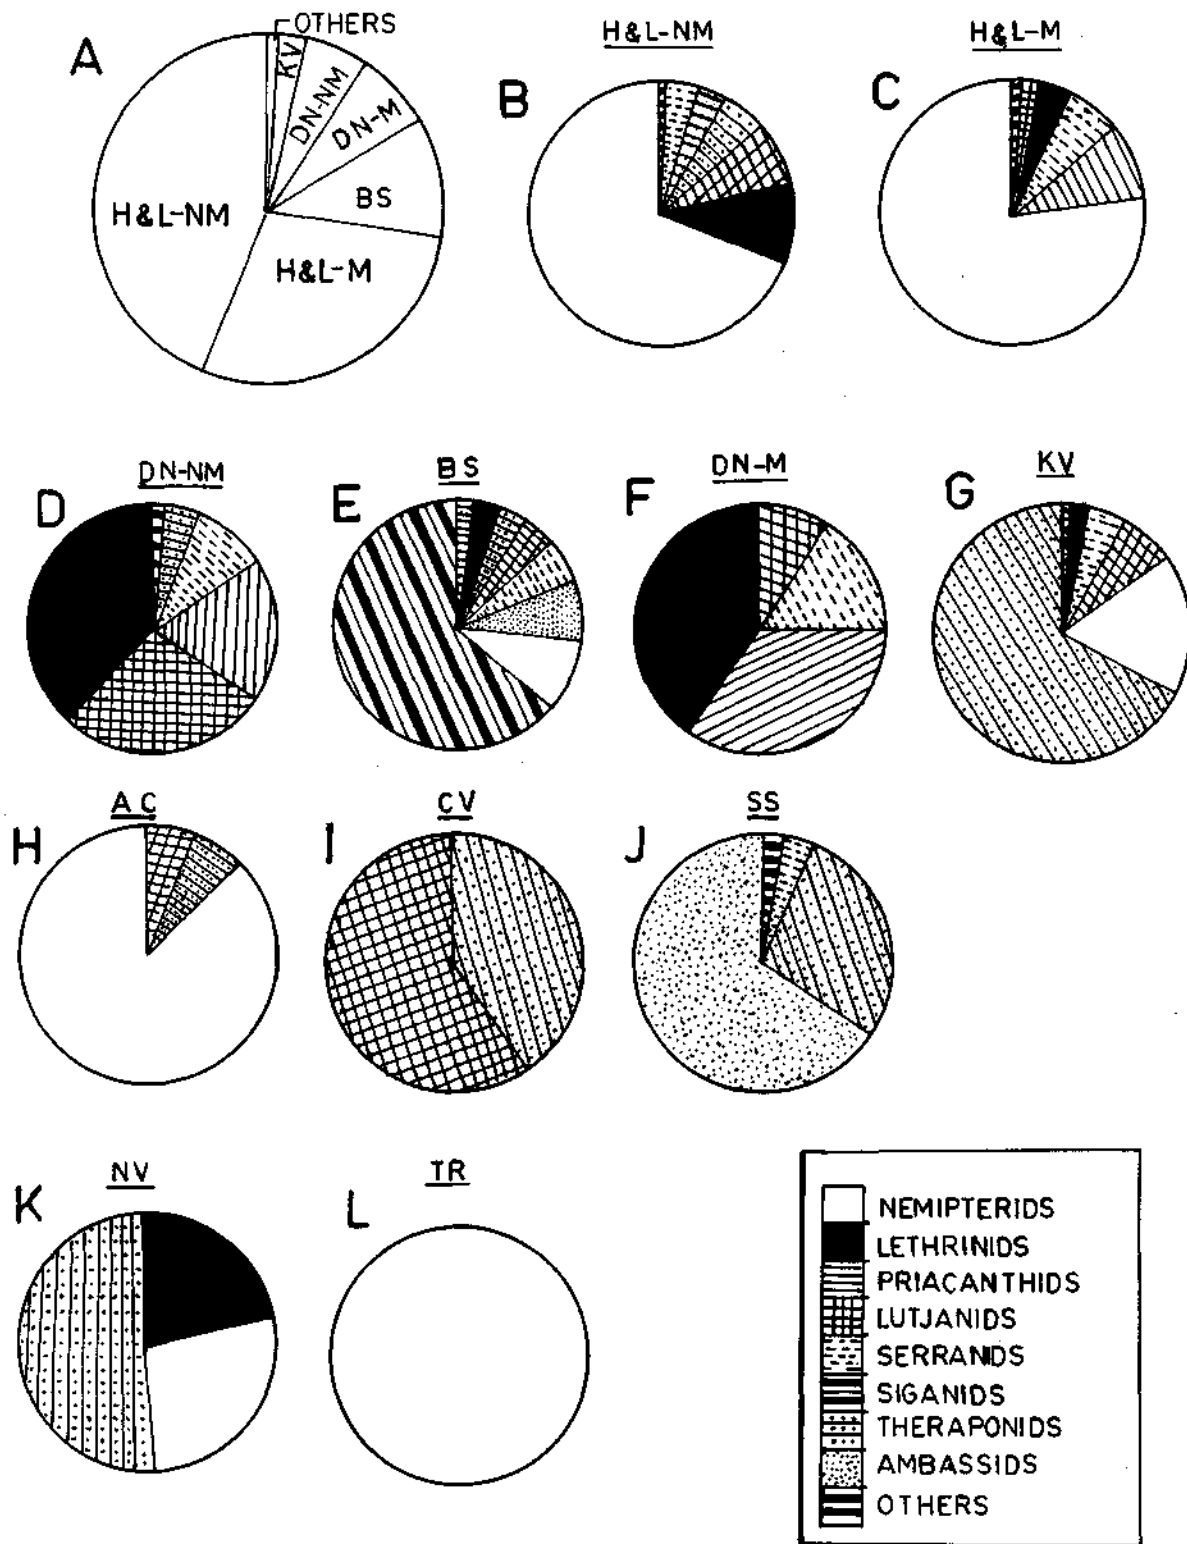 A
OTHERS
KV
DN-NM
DN-M
BS
H&L-M
H&L-NM
B
H&L-NM
C
H&L-M
D
DN-NM
E
BS
F
DN-M
G
KV
H
AC
I
CV
J
SS
K
NV
L
TR
NEMIPTERIDS
LETHRINIDS
PRIACANTHIDS
LUTJANIDS
SERRANIDS
SIGANIDS
THERAPONIDS
AMBASSIDS
OTHERS